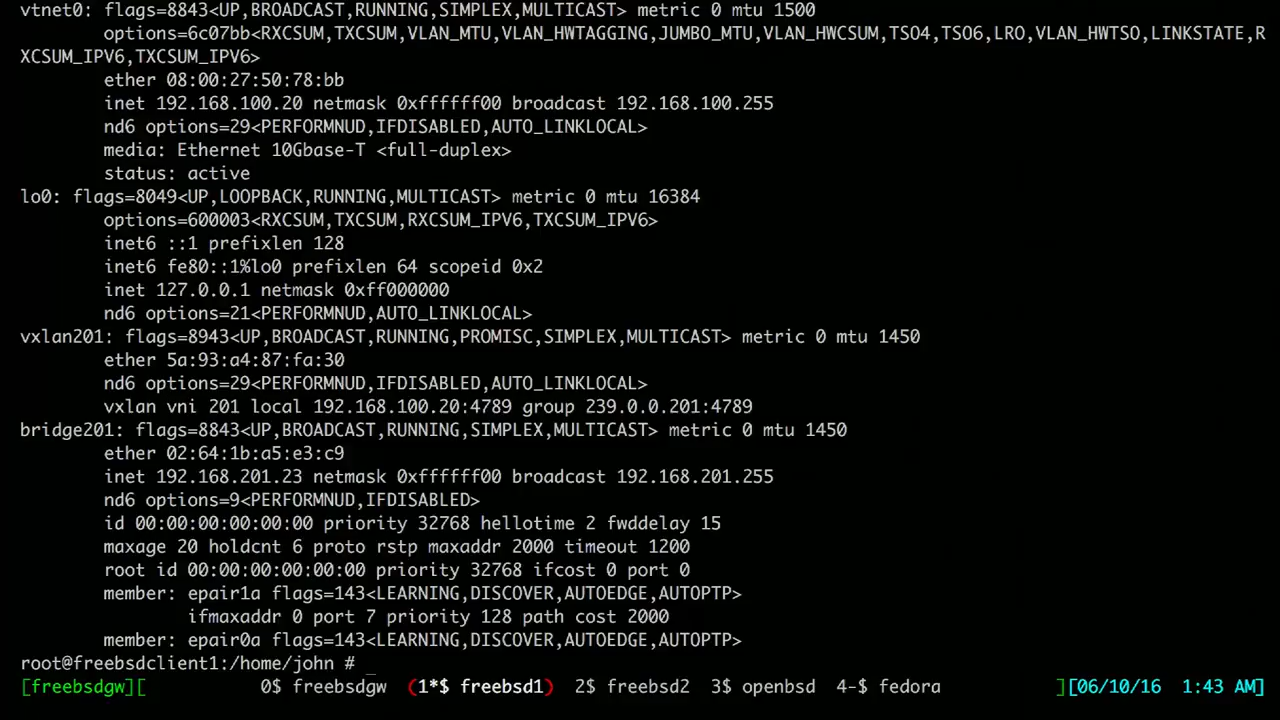 vtnet0: flags=8843<UP,BROADCAST,RUNNING,SIMPLEX,MULTICAST> metric 0 mtu 1500
options=6c07bb<RXCSUM,TXCSUM,VLAN_MTU,VLAN_HWTAGGING,JUMBO_MTU,VLAN_HWCSUM,TSO4,TSO6,LRO,VLAN_HWTSO,LINKSTATE,R
XCSUM_IPV6,TXCSUM_IPV6>
ether 08:00:27:50:78:bb
inet 192.168.100.20 netmask 0xffffff00 broadcast 192.168.100.255
nd6 options=29<PERFORMNUD,IFDISABLED,AUTO_LINKLOCAL>
media: Ethernet 10Gbase-T <full-duplex>
status: active
lo0: flags=8049<UP,LOOPBACK,RUNNING,MULTICAST> metric 0 mtu 16384
options=600003<RXCSUM,TXCSUM,RXCSUM_IPV6,TXCSUM_IPV6>
inet6 ::1 prefixlen 128
inet6 fe80::1%lo0 prefixlen 64 scopeid 0x2
inet 127.0.0.1 netmask 0xff000000
nd6 options=21<PERFORMNUD,AUTO_LINKLOCAL>
vxlan201: flags=8943<UP,BROADCAST,RUNNING,PROMISC,SIMPLEX,MULTICAST> metric 0 mtu 1450
ether 5a:93:a4:87:fa:30
nd6 options=29<PERFORMNUD,IFDISABLED,AUTO_LINKLOCAL>
vxlan vni 201 local 192.168.100.20:4789 group 239.0.0.201:4789
bridge201: flags=8843<UP,BROADCAST,RUNNING,SIMPLEX,MULTICAST> metric 0 mtu 1450
ether 02:64:1b:a5:e3:c9
inet 192.168.201.23 netmask 0xffffff00 broadcast 192.168.201.255
nd6 options=9<PERFORMNUD,IFDISABLED>
id 00:00:00:00:00:00 priority 32768 hellotime 2 fwddelay 15
maxage 20 holdcnt 6 proto rstp maxaddr 2000 timeout 1200
root id 00:00:00:00:00:00 priority 32768 ifcost 0 port 0
member: epair1a flags=143<LEARNING,DISCOVER,AUTOEDGE,AUTOPTP>
ifmaxaddr 0 port 7 priority 128 path cost 2000
member: epair0a flags=143<LEARNING,DISCOVER,AUTOEDGE,AUTOPTP>
root@freebsdclient1:/home/john # _
[freebsdgw][ 0$ freebsdgw (1*$ freebsd1) 2$ freebsd2 3$ openbsd 4-$ fedora ][06/10/16 1:43 AM]